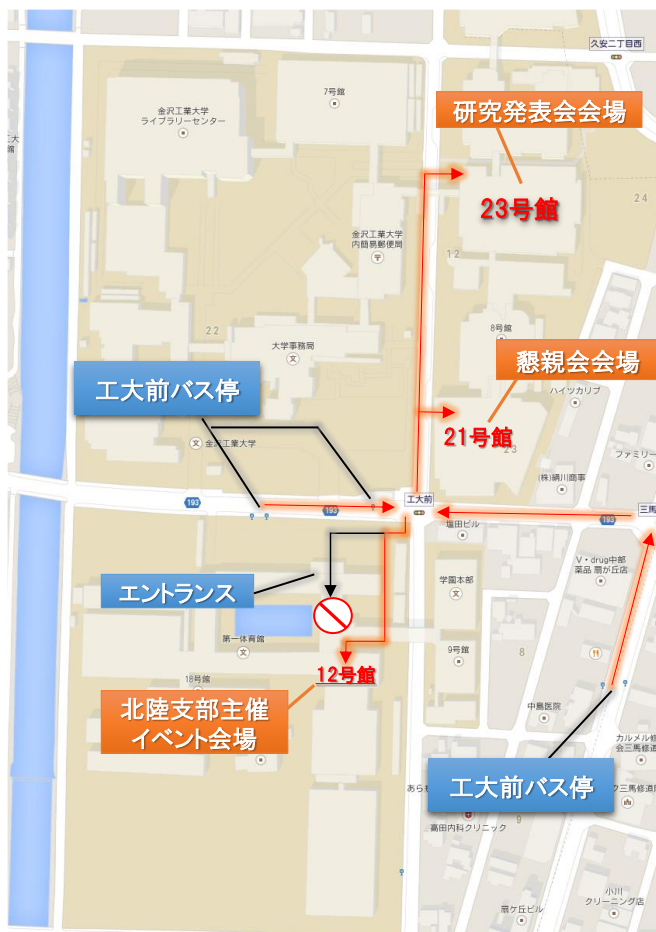 久安二丁目西
7号館
金沢工業大学
ライブラリーセンター
研究発表会会場
23号館
24
金沢工業大学
内簡易郵便局
12
22
大学事務局
8号館
懇親会会場
工大前バス停
ハイツカリブ
21号館
金沢工業大学
23
ファミリー
(株)絹川商事
193
193
工大前
193
三馬
塩田ビル
V・drug中部
薬品 扇が丘店
エントランス
学園本部
第一体育館
9号館
8
12号館
18号館
北陸支部主催
イベント会場
中島医院
カルメル修
会三馬修道
工大前バス停
あらも
高田内科クリニック
9
小川
クリーニング店
扇ケ丘ビル